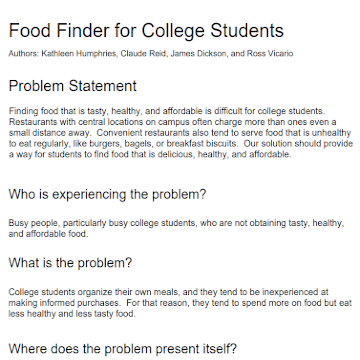 Food Finder for College Students
Authors: Kathleen Humphries, Claude Reid, James Dickson, and Ross Vicario
Problem Statement
Finding food that is tasty, healthy, and affordable is difficult for college students.
Restaurants with central locations on campus often charge more than ones even a
small distance away.  Convenient restaurants also tend to serve food that is unhealthy
to eat regularly, like burgers, bagels, or breakfast biscuits.  Our solution should provide
a way for students to find food that is delicious, healthy, and affordable.
Who is experiencing the problem?
Busy people, particularly busy college students, who are not obtaining tasty, healthy,
and affordable food.
What is the problem?
College students organize their own meals, and they tend to be inexperienced at
making informed purchases.  For that reason, they tend to spend more on food but eat
less healthy and less tasty food.
Where does the problem present itself?